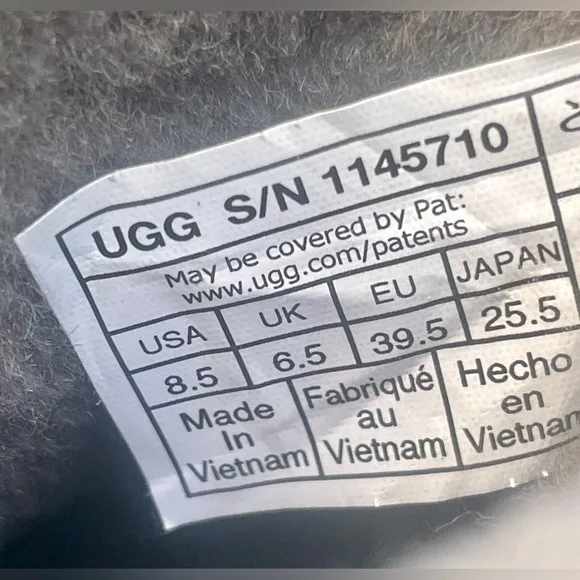 UGG S/N 1145710
May be covered by Pat:
www.ugg.com/patents
USA UK EU JAPAN
8.5 6.5 39.5 25.5
Made
In
Vietnam
Fabriqué
au
Vietnam
Hecho
en